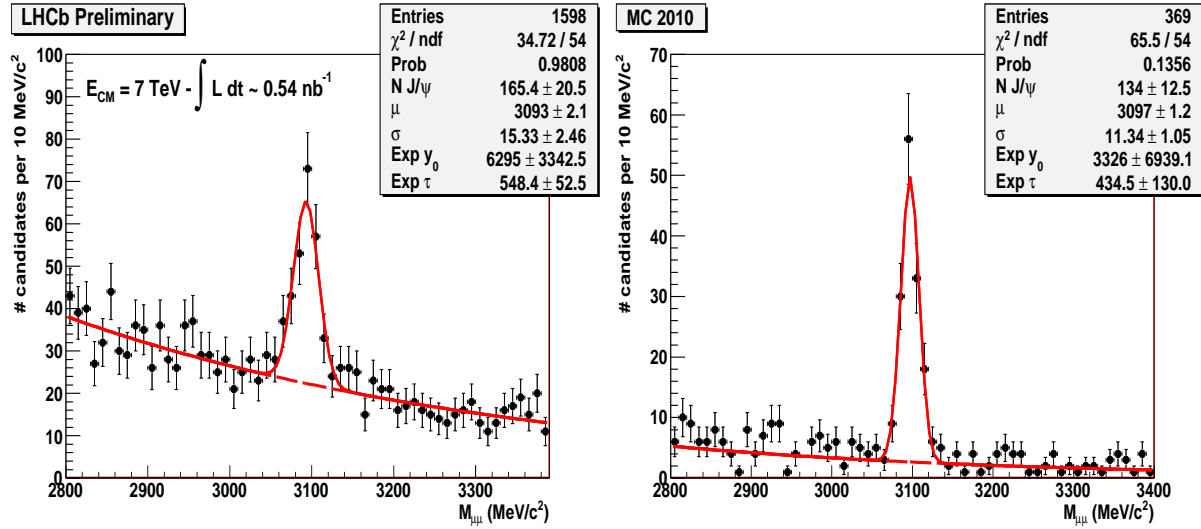 LHCb Preliminary
Entries 1598
χ² / ndf 34.72 / 54
Prob 0.9808
N J/ψ 165.4 ± 20.5
μ 3093 ± 2.1
σ 15.33 ± 2.46
Exp y₀ 6295 ± 3342.5
Exp τ 548.4 ± 52.5
E_CM = 7 TeV - ∫ L dt ~ 0.54 nb⁻¹
# candidates per 10 MeV/c²
100
90
80
70
60
50
40
30
20
10
0
2800 2900 3000 3100 3200 3300
M_μμ (MeV/c²)
MC 2010
Entries 369
χ² / ndf 65.5 / 54
Prob 0.1356
N J/ψ 134 ± 12.5
μ 3097 ± 1.2
σ 11.34 ± 1.05
Exp y₀ 3326 ± 6939.1
Exp τ 434.5 ± 130.0
# candidates per 10 MeV/c²
70
60
50
40
30
20
10
0
2800 2900 3000 3100 3200 3300 3400
M_μμ (MeV/c²)